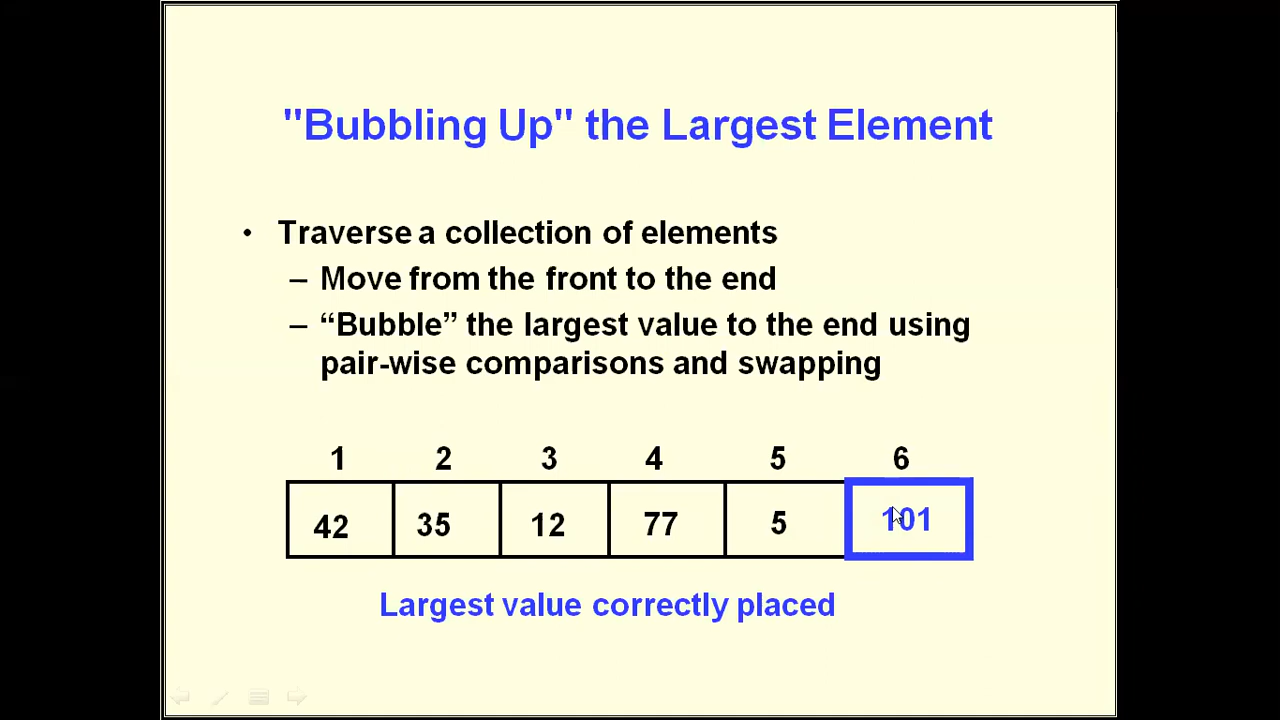 "Bubbling Up" the Largest Element
• Traverse a collection of elements
– Move from the front to the end
– “Bubble” the largest value to the end using
pair-wise comparisons and swapping
1 2 3 4 5 6
42 35 12 77 5 101
Largest value correctly placed